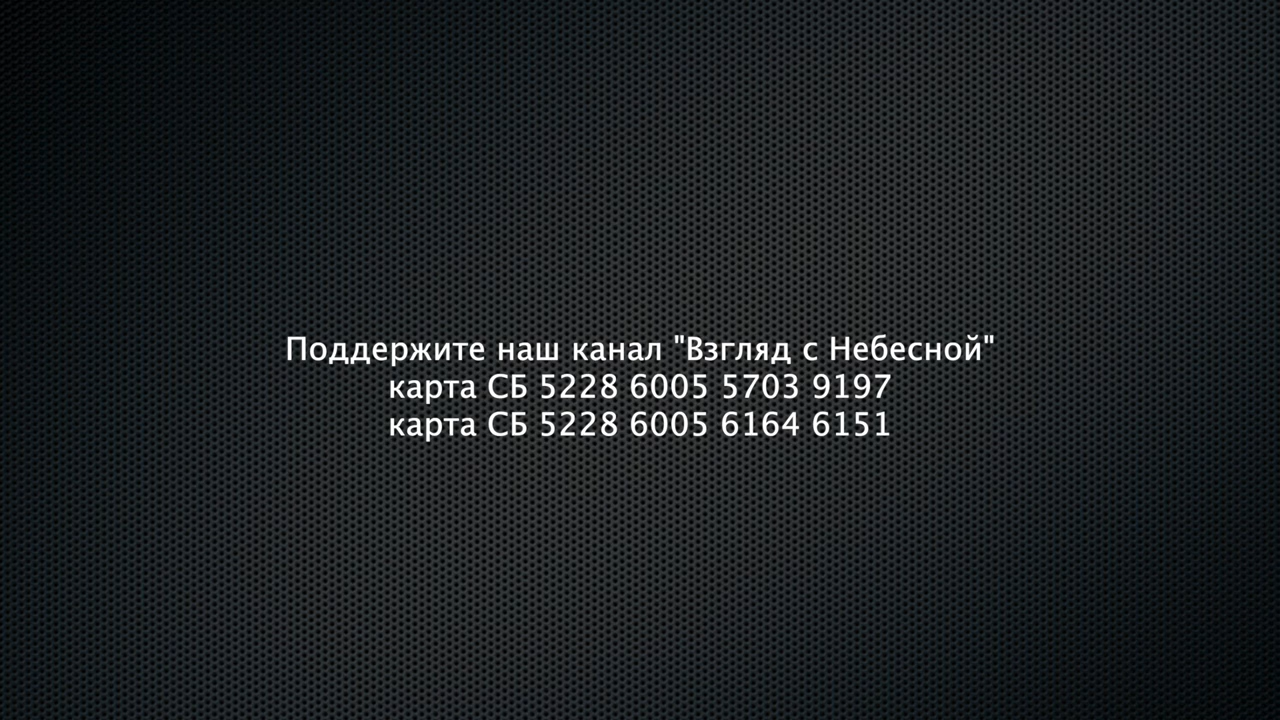 Поддержите наш канал "Взгляд с Небесной"
карта СБ 5228 6005 5703 9197
карта СБ 5228 6005 6164 6151